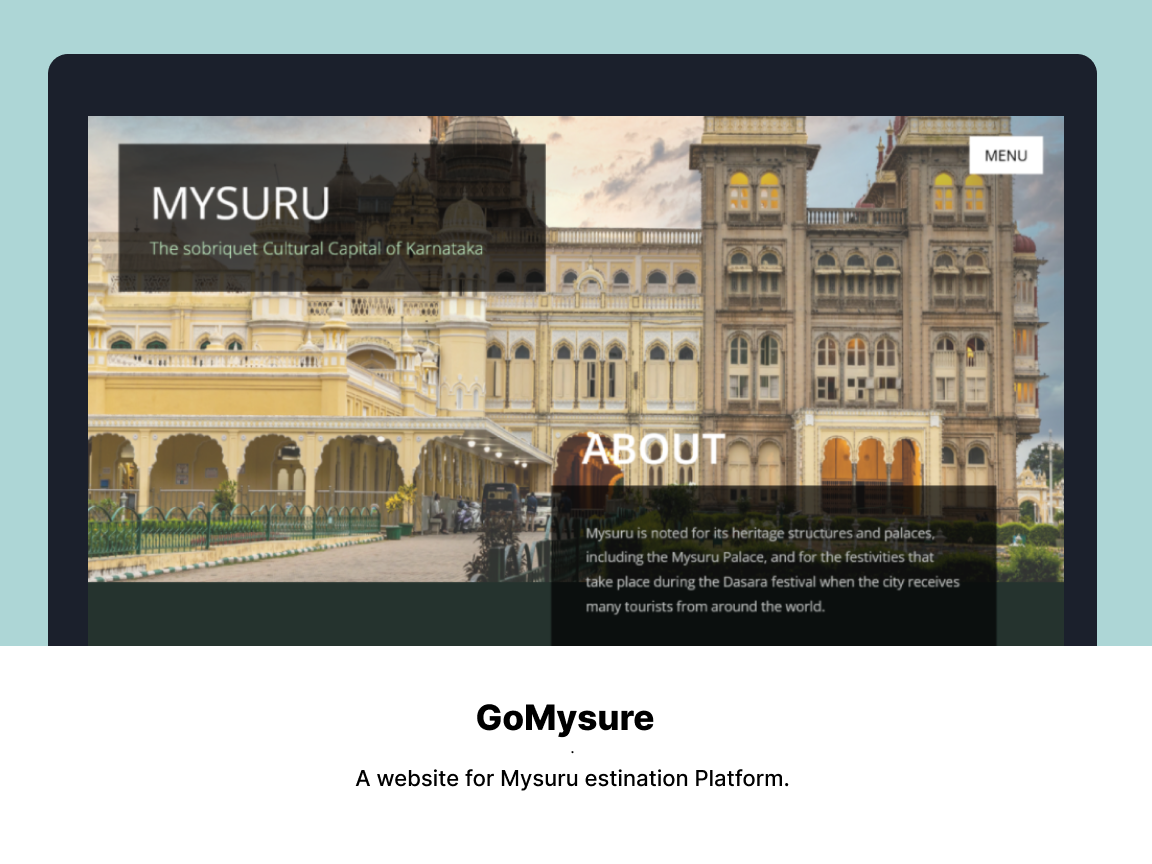 MENU
MYSURU
The sobriquet Cultural Capital of Karnataka
ABOUT
Mysuru is noted for its heritage structures and palaces,
including the Mysuru Palace, and for the festivities that
take place during the Dasara festival when the city receives
many tourists from around the world.
GoMysure
.
A website for Mysuru estination Platform.